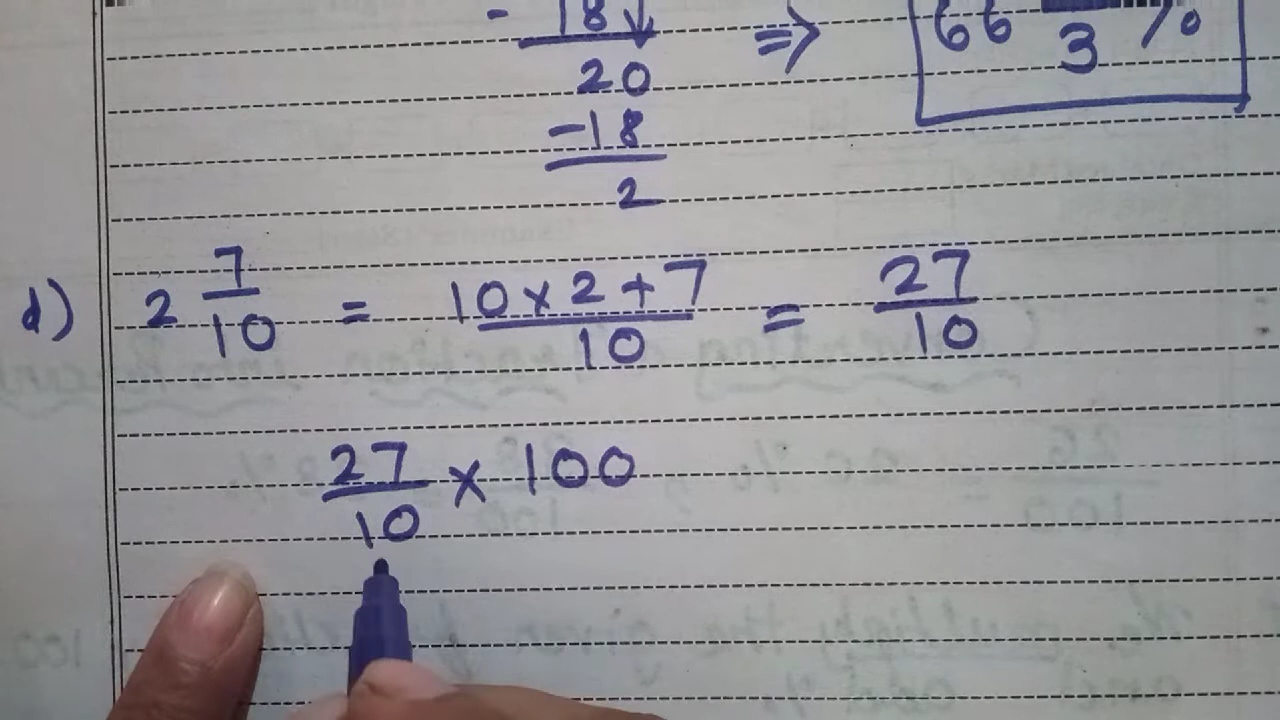 - 18↓
20
-18
2
⇒ 66 /3 %
d) 2 7/10 = 10 x 2 + 7/10 = 27/10
27/10 x 100